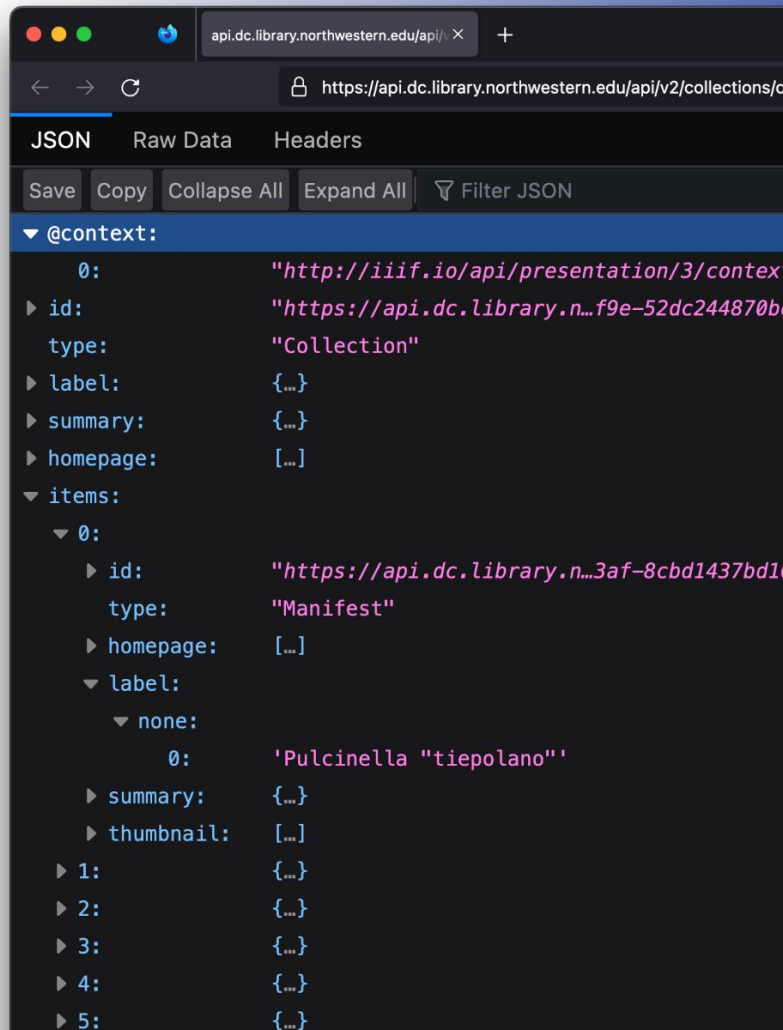 api.dc.library.northwestern.edu/api/
https://api.dc.library.northwestern.edu/api/v2/collections/c
JSON Raw Data Headers
Save Copy Collapse All Expand All Filter JSON
@context:
0: "http://iiif.io/api/presentation/3/context
id: "https://api.dc.library.n…f9e-52dc244870b
type: "Collection"
label: {…}
summary: {…}
homepage: […]
items:
0:
id: "https://api.dc.library.n…3af-8cbd1437bd1
type: "Manifest"
homepage: […]
label:
none:
0: 'Pulcinella "tiepolano"'
summary: {…}
thumbnail: […]
1: {…}
2: {…}
3: {…}
4: {…}
5: {…}